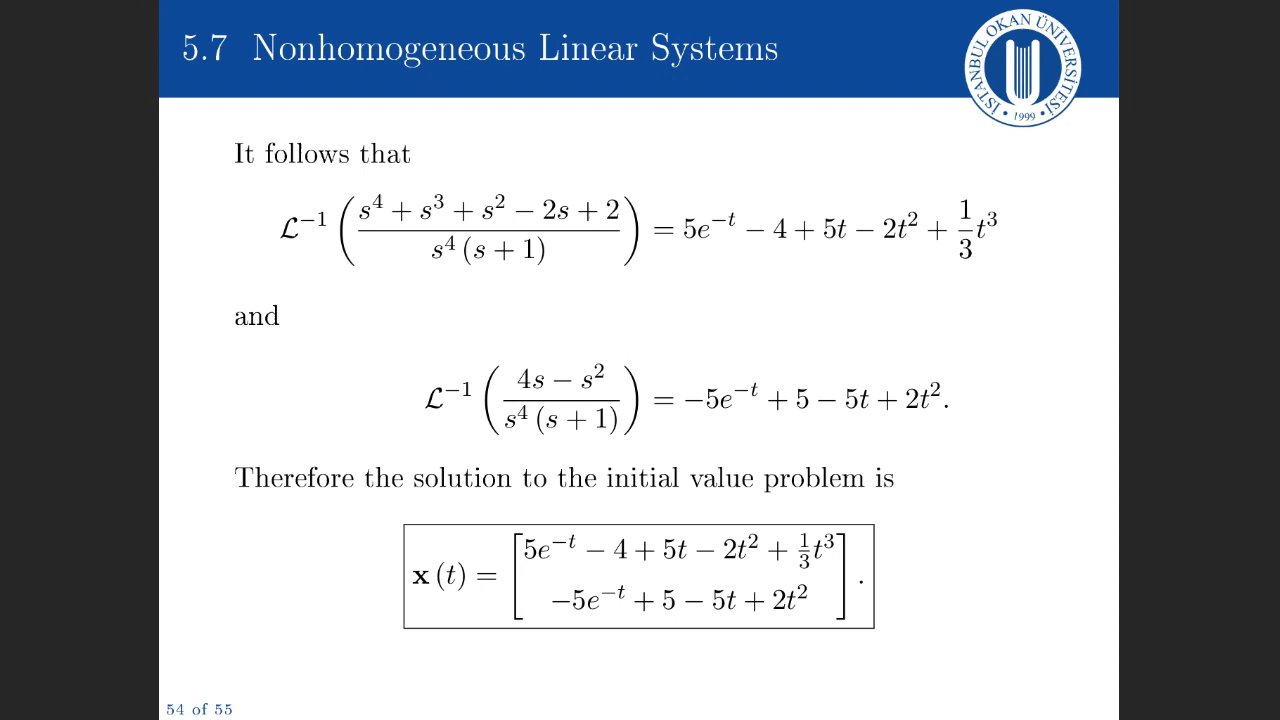 5.7 Nonhomogeneous Linear Systems
İSTANBUL OKAN ÜNİVERSİTESİ
• 1999 •
It follows that
ℒ⁻¹ ( (s⁴ + s³ + s² − 2s + 2) / (s⁴ (s + 1)) ) = 5e⁻ᵗ − 4 + 5t − 2t² + 1/3 t³
and
ℒ⁻¹ ( (4s − s²) / (s⁴ (s + 1)) ) = −5e⁻ᵗ + 5 − 5t + 2t².
Therefore the solution to the initial value problem is
x (t) = [ 5e⁻ᵗ − 4 + 5t − 2t² + 1/3 t³
−5e⁻ᵗ + 5 − 5t + 2t² ] .
54 of 55